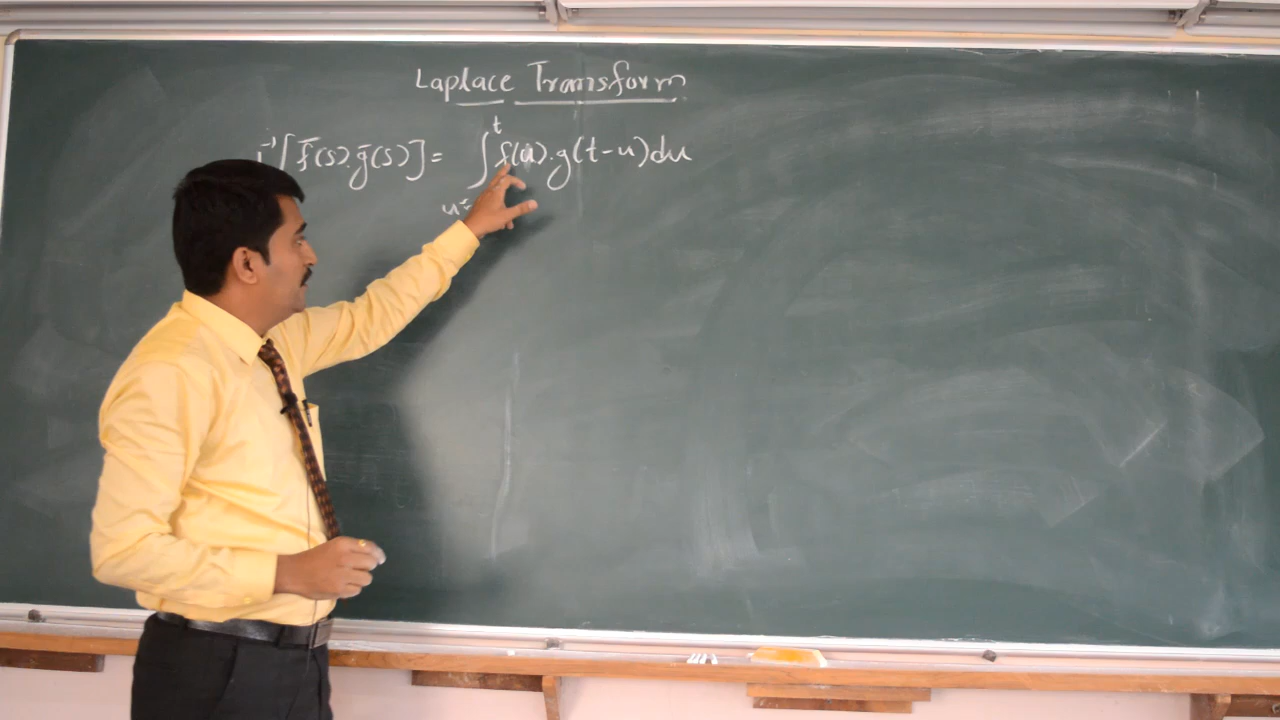 Laplace Transform
L⁻¹[f̄(s).ḡ(s)] = ∫ᵗ f(u).g(t-u)du
u=